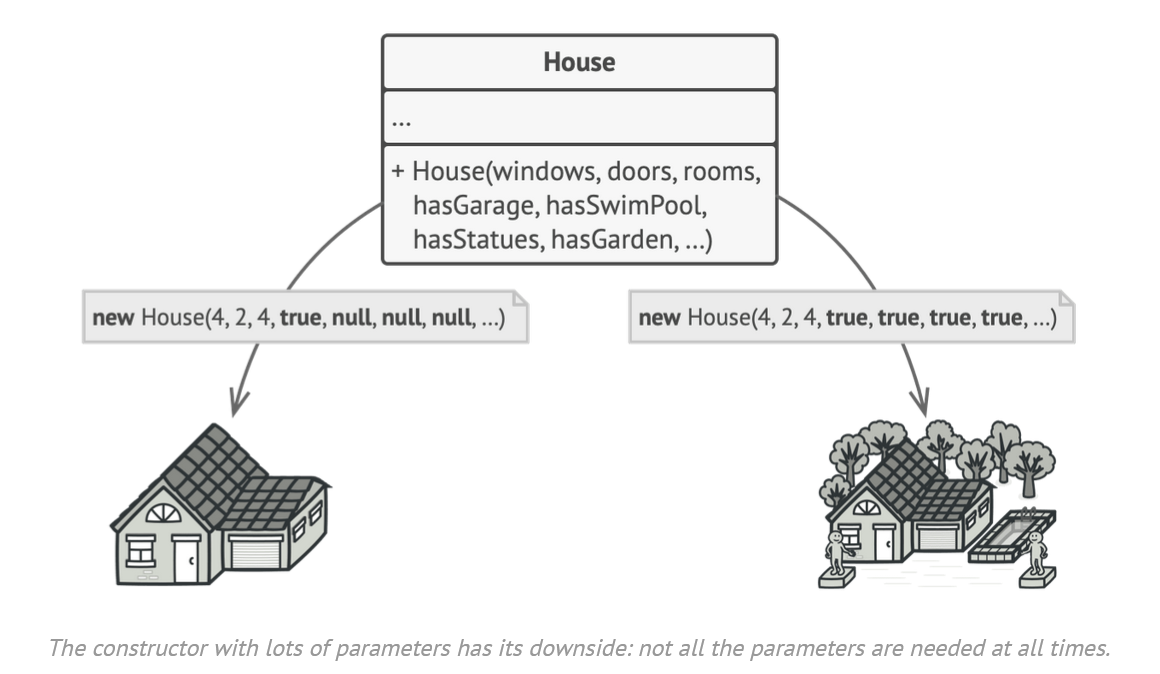 House
...
+ House(windows, doors, rooms,
hasGarage, hasSwimPool,
hasStatues, hasGarden, ...)
new House(4, 2, 4, true, null, null, null, ...)
new House(4, 2, 4, true, true, true, true, ...)
The constructor with lots of parameters has its downside: not all the parameters are needed at all times.